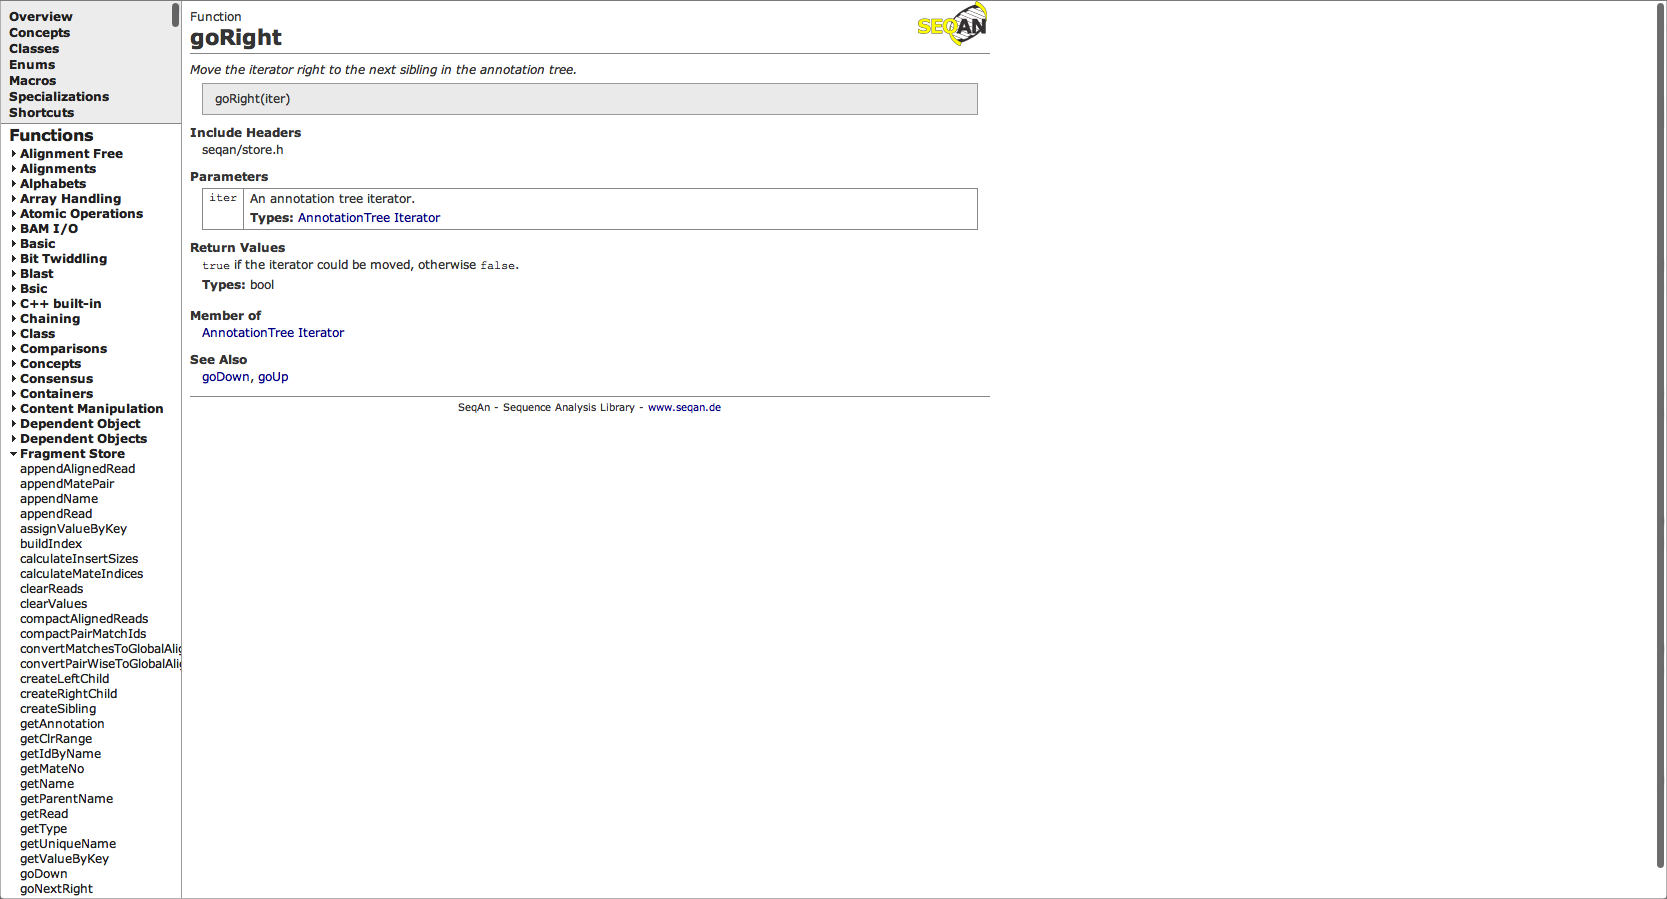 Overview
Concepts
Classes
Enums
Macros
Specializations
Shortcuts
Functions
Alignment Free
Alignments
Alphabets
Array Handling
Atomic Operations
BAM I/O
Basic
Bit Twiddling
Blast
Bsic
C++ built-in
Chaining
Class
Comparisons
Concepts
Consensus
Containers
Content Manipulation
Dependent Object
Dependent Objects
Fragment Store
appendAlignedRead
appendMatePair
appendName
appendRead
assignValueByKey
buildIndex
calculateInsertSizes
calculateMateIndices
clearReads
clearValues
compactAlignedReads
compactPairMatchIds
convertMatchesToGlobalAlig
convertPairWiseToGlobalAlig
createLeftChild
createRightChild
createSibling
getAnnotation
getClrRange
getIdByName
getMateNo
getName
getParentName
getRead
getType
getUniqueName
getValueByKey
goDown
goNextRight
Function
goRight
SEQAN
Move the iterator right to the next sibling in the annotation tree.
goRight(iter)
Include Headers
seqan/store.h
Parameters
iter An annotation tree iterator.
Types: AnnotationTree Iterator
Return Values
true if the iterator could be moved, otherwise false.
Types: bool
Member of
AnnotationTree Iterator
See Also
goDown, goUp
SeqAn - Sequence Analysis Library - www.seqan.de